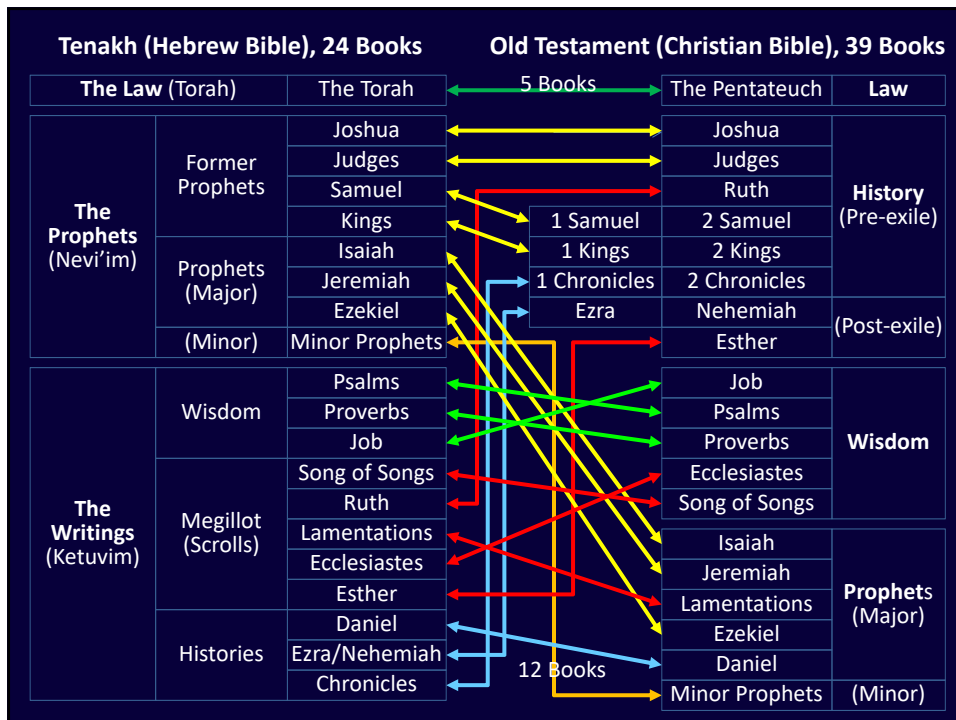 Tenakh (Hebrew Bible), 24 Books
Old Testament (Christian Bible), 39 Books
The Law (Torah)
The Torah
5 Books
The Pentateuch
Law
The
Prophets
(Nevi’im)
Former
Prophets
Joshua
Judges
Samuel
Kings
Prophets
(Major)
Isaiah
Jeremiah
Ezekiel
(Minor)
Minor Prophets
The
Writings
(Ketuvim)
Wisdom
Psalms
Proverbs
Job
Megillot
(Scrolls)
Song of Songs
Ruth
Lamentations
Ecclesiastes
Esther
Histories
Daniel
Ezra/Nehemiah
Chronicles
12 Books
Joshua
Judges
Ruth
1 Samuel
2 Samuel
1 Kings
2 Kings
1 Chronicles
2 Chronicles
Ezra
Nehemiah
Esther
History
(Pre-exile)
(Post-exile)
Job
Psalms
Proverbs
Ecclesiastes
Song of Songs
Wisdom
Isaiah
Jeremiah
Lamentations
Ezekiel
Daniel
Prophets
(Major)
Minor Prophets
(Minor)